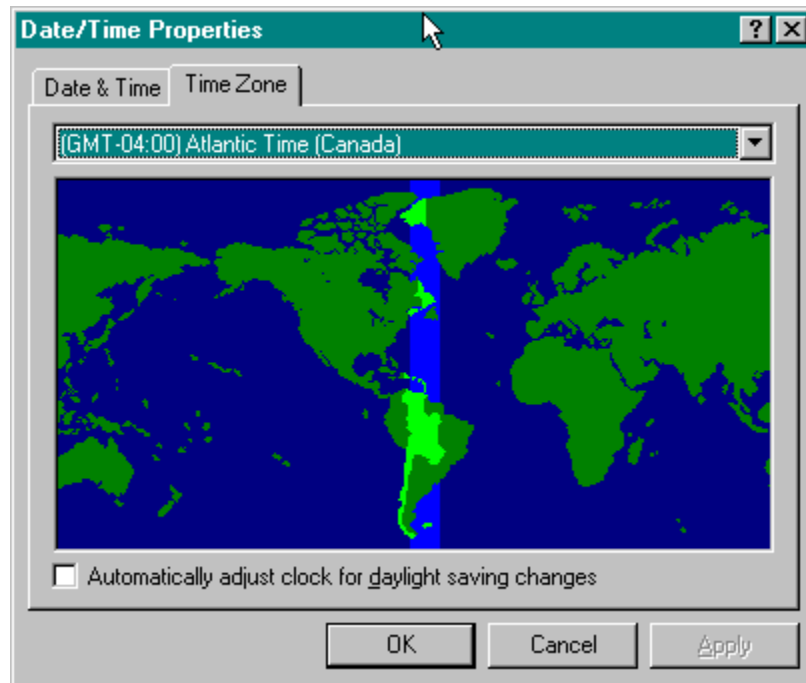 Date/Time Properties
Date & Time Time Zone
(GMT-04:00) Atlantic Time (Canada)
Automatically adjust clock for daylight saving changes
OK Cancel Apply